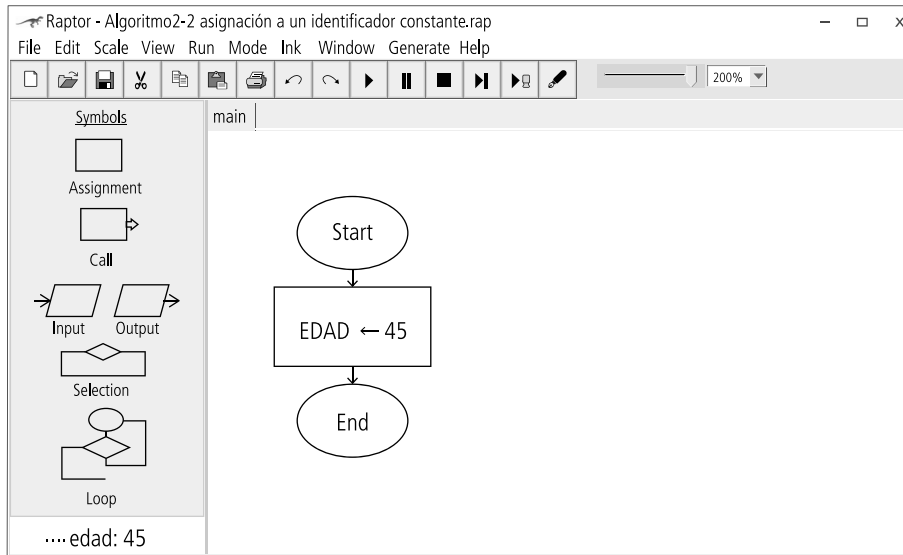 Raptor - Algoritmo2-2 asignación a un identificador constante.rap
File Edit Scale View Run Mode Ink Window Generate Help
200%
Symbols
Assignment
Call
Input Output
Selection
Loop
edad: 45
main
Start
EDAD ← 45
End